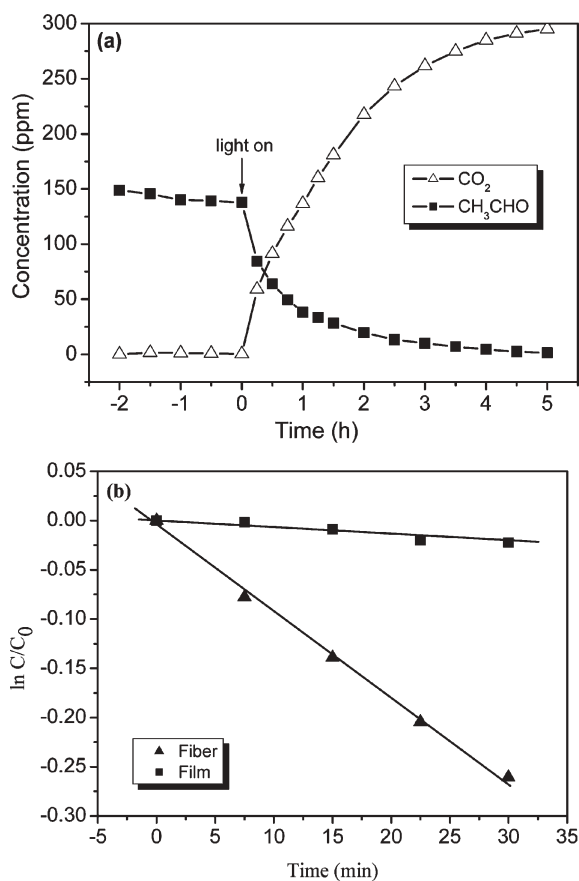 (a)
300
250
200
150
100
50
0
Concentration (ppm)
light on
CO2
CH3CHO
-2 -1 0 1 2 3 4 5
Time (h)
(b)
0.05
0.00
-0.05
-0.10
-0.15
-0.20
-0.25
-0.30
ln C/C0
Fiber
Film
-5 0 5 10 15 20 25 30 35
Time (min)